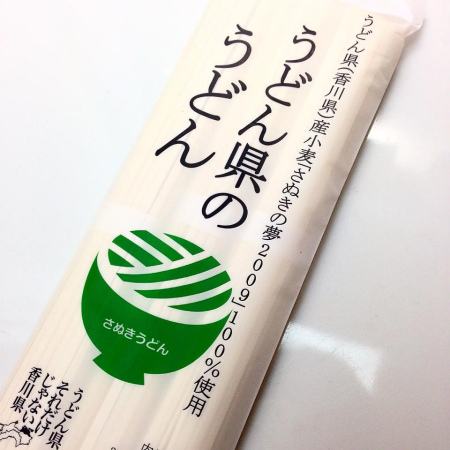 うどん県(香川県)産小麦「さぬきの夢2009」100%使用
うどん県の
うどん
さぬきうどん
うどん県
それだけ
じゃない
香川県